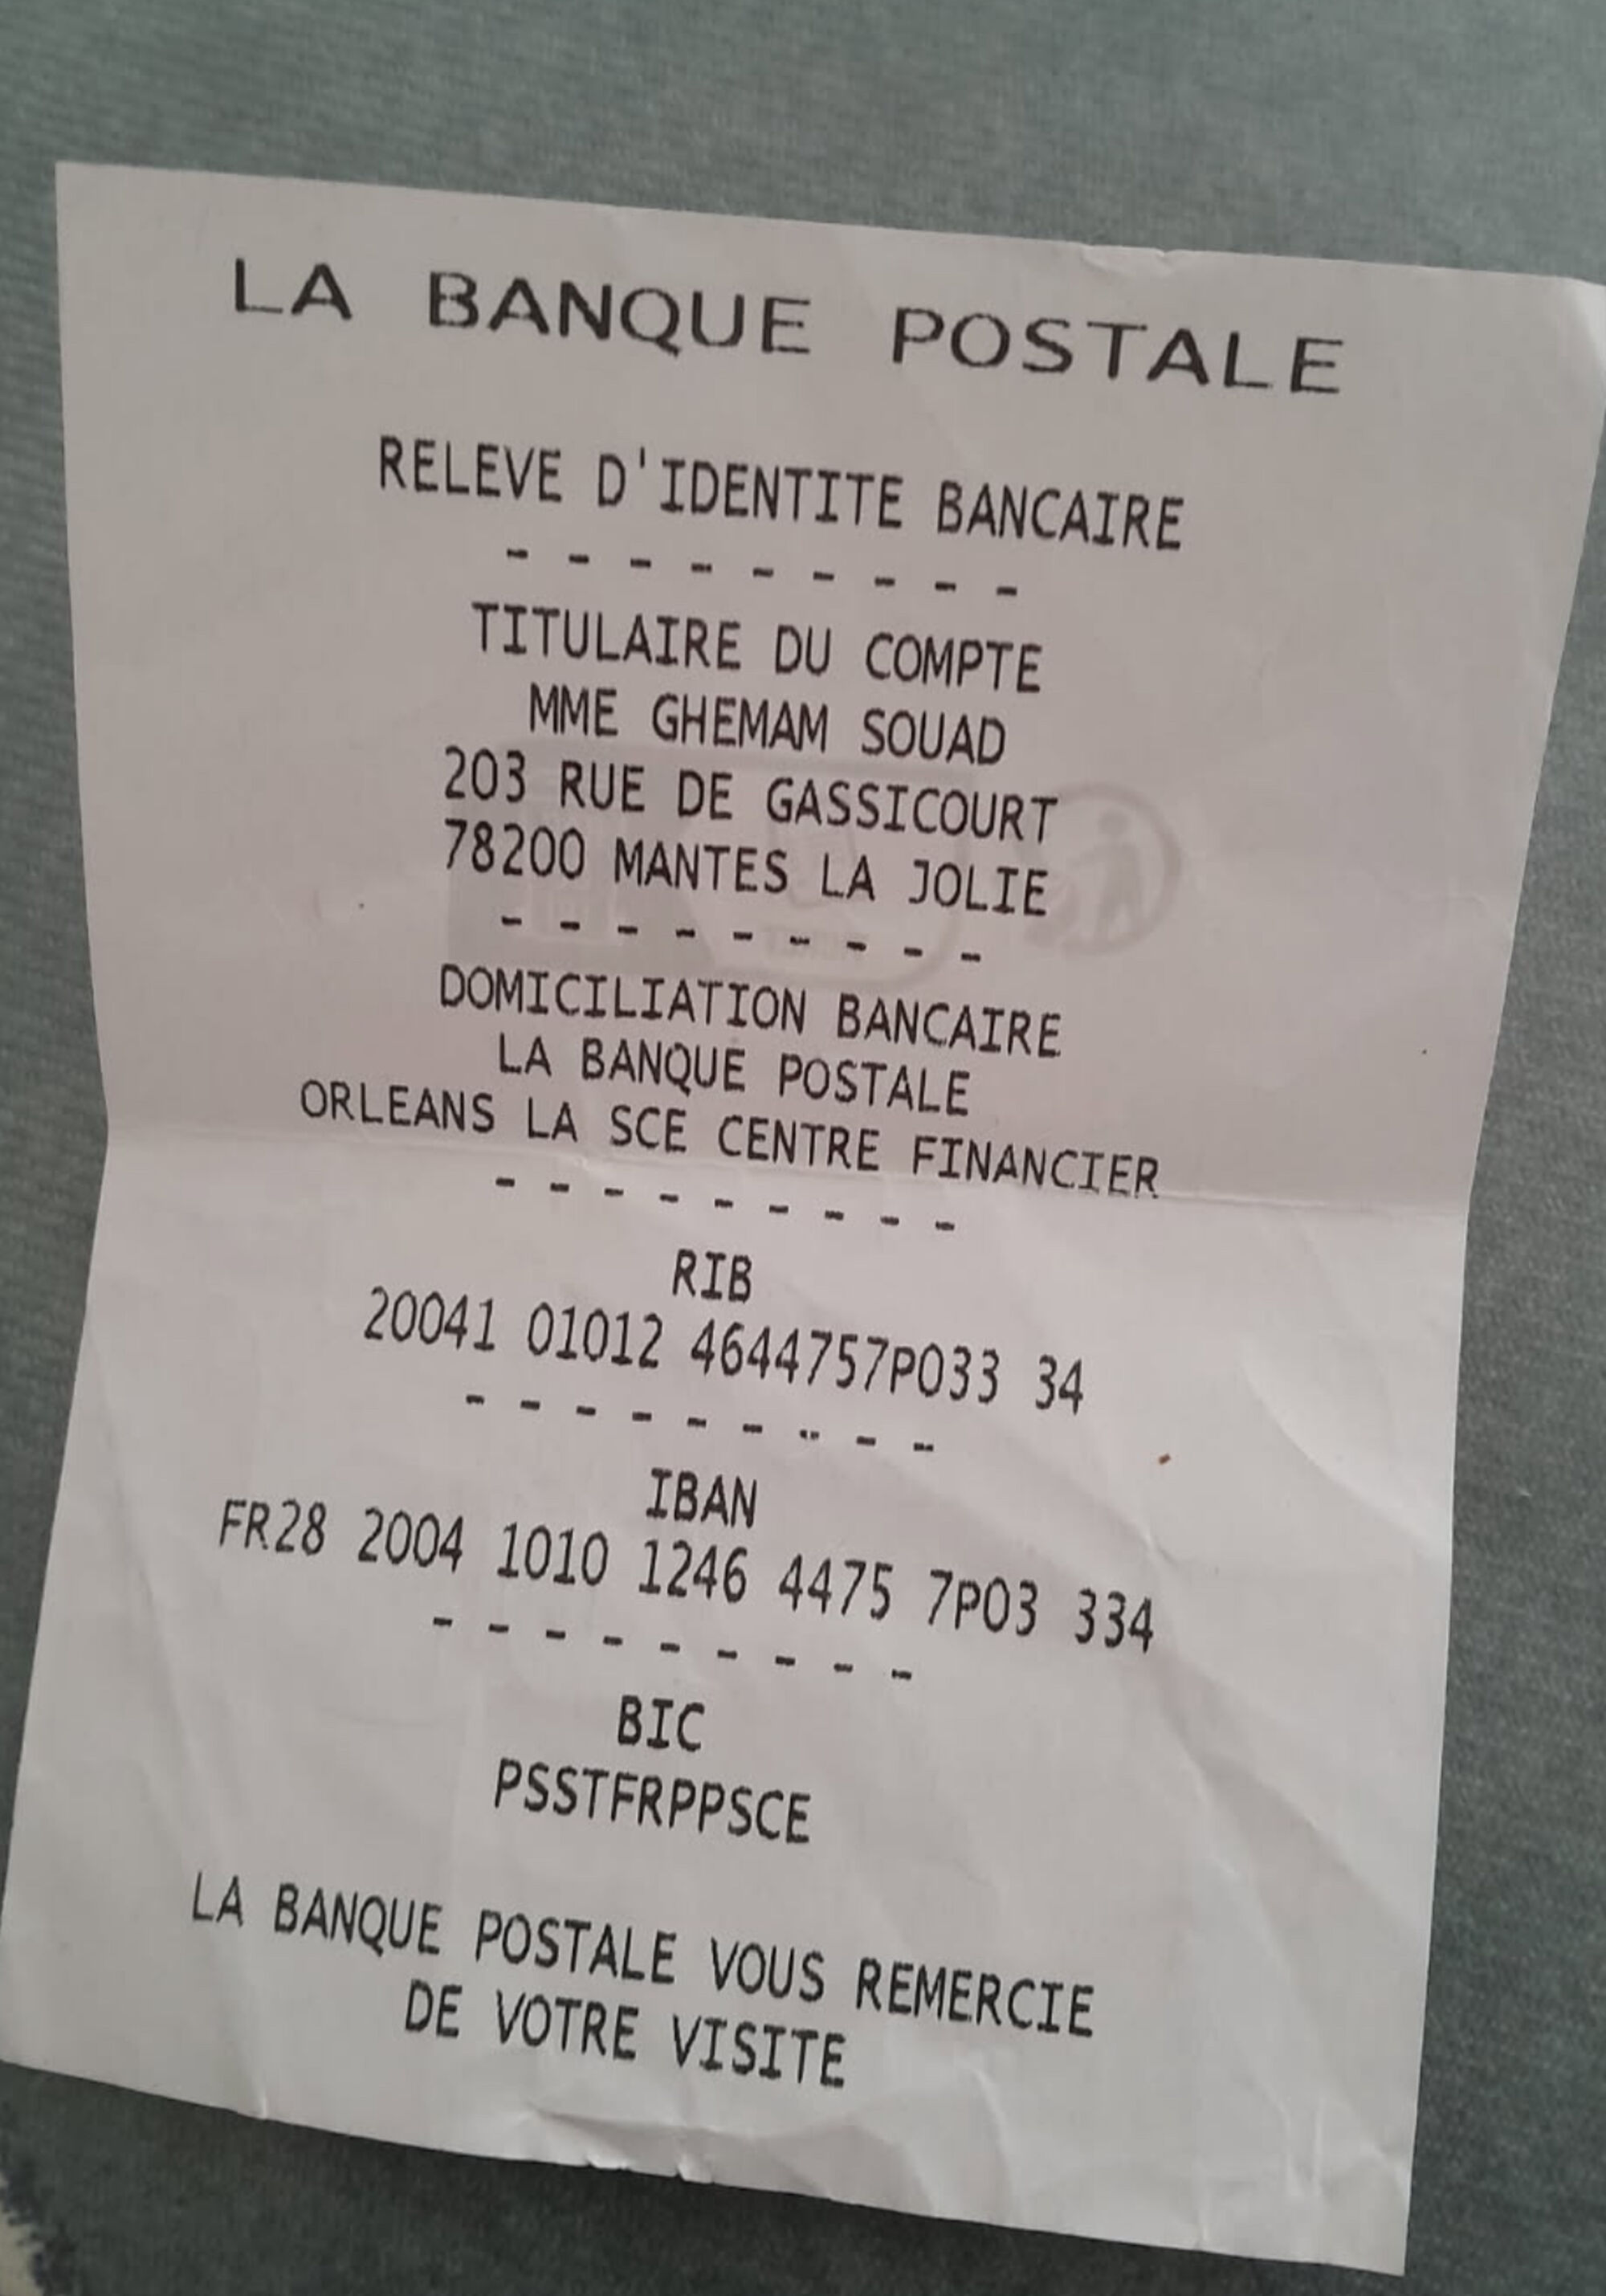 LA BANQUE POSTALE
RELEVE D'IDENTITE BANCAIRE
- - - - - - - - -
TITULAIRE DU COMPTE
MME GHEMAM SOUAD
203 RUE DE GASSICOURT
78200 MANTES LA JOLIE
- - - - - - - - -
DOMICILIATION BANCAIRE
LA BANQUE POSTALE
ORLEANS LA SCE CENTRE FINANCIER
- - - - - - - - -
RIB
20041 01012 4644757P033 34
- - - - - - - - -
IBAN
FR28 2004 1010 1246 4475 7P03 334
- - - - - - - - -
BIC
PSSTFRPPSCE
LA BANQUE POSTALE VOUS REMERCIE
DE VOTRE VISITE